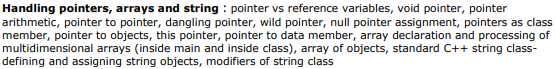 Handling pointers, arrays and string : pointer vs reference variables, void pointer, pointer
arithmetic, pointer to pointer, dangling pointer, wild pointer, null pointer assignment, pointers as class
member, pointer to objects, this pointer, pointer to data member, array declaration and processing of
multidimensional arrays (inside main and inside class), array of objects, standard C++ string class-
defining and assigning string objects, modifiers of string class